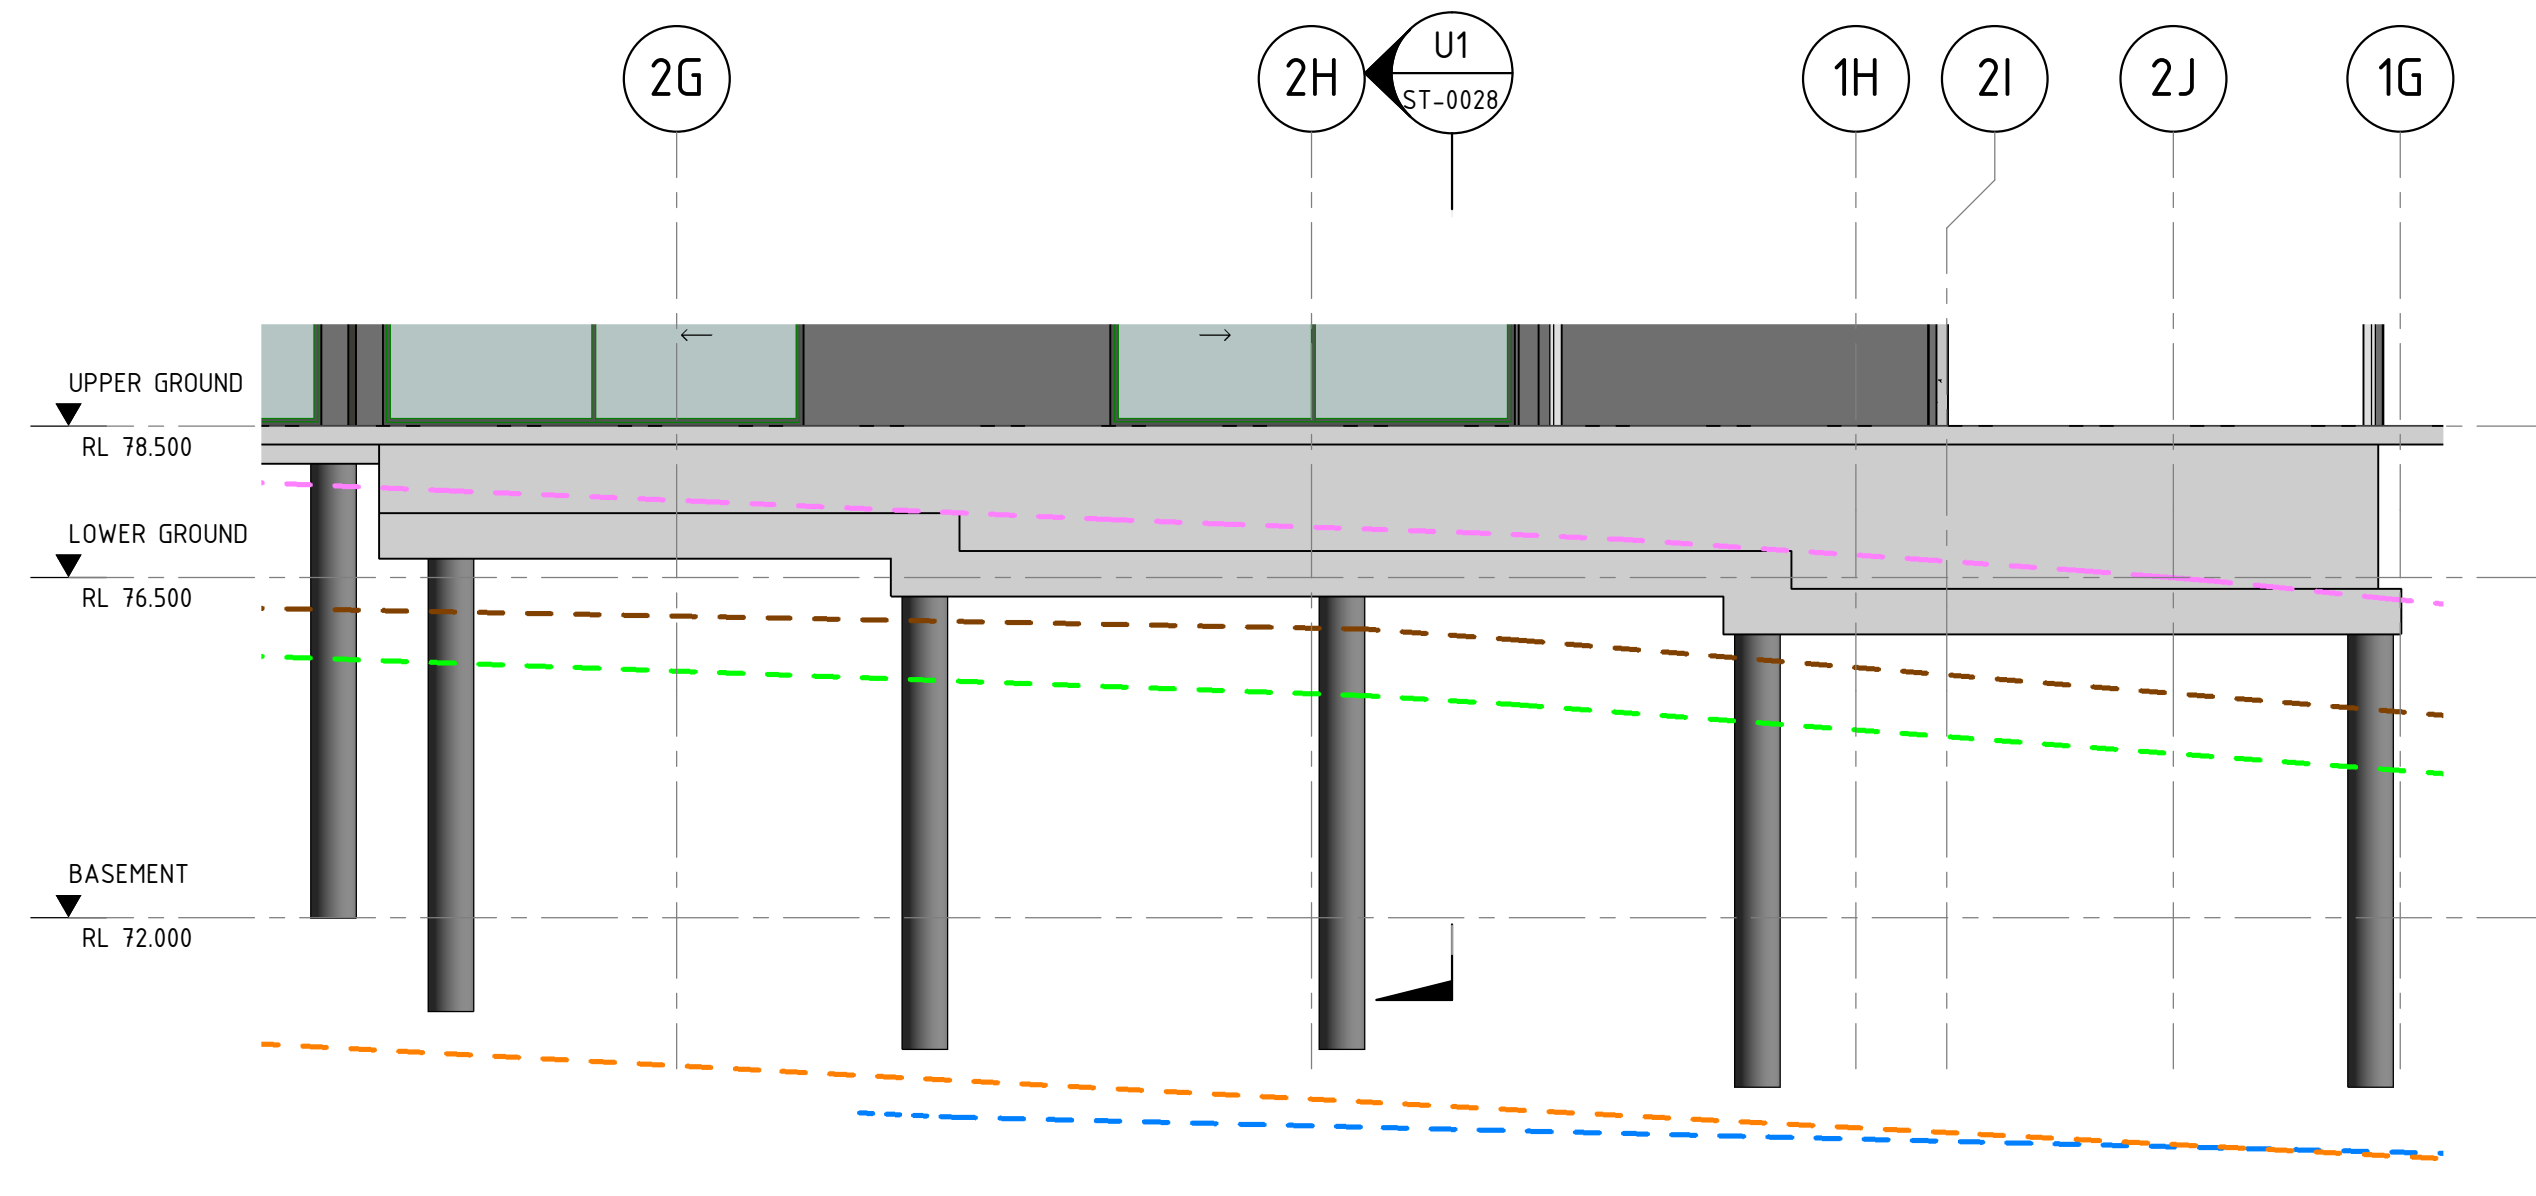 2G
2H
U1
ST-0028
1H
2I
2J
1G
UPPER GROUND
RL 78.500
LOWER GROUND
RL 76.500
BASEMENT
RL 72.000